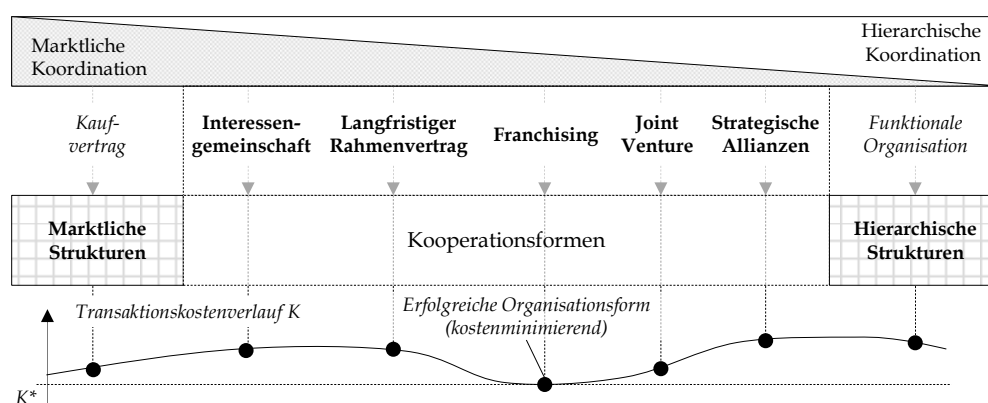 Marktliche
Koordination
Hierarchische
Koordination
Kauf-
vertrag
Interessen-
gemeinschaft
Langfristiger
Rahmenvertrag
Franchising
Joint
Venture
Strategische
Allianzen
Funktionale
Organisation
Marktliche
Strukturen
Kooperationsformen
Hierarchische
Strukturen
Transaktionskostenverlauf K
Erfolgreiche Organisationsform
(kostenminimierend)
K*